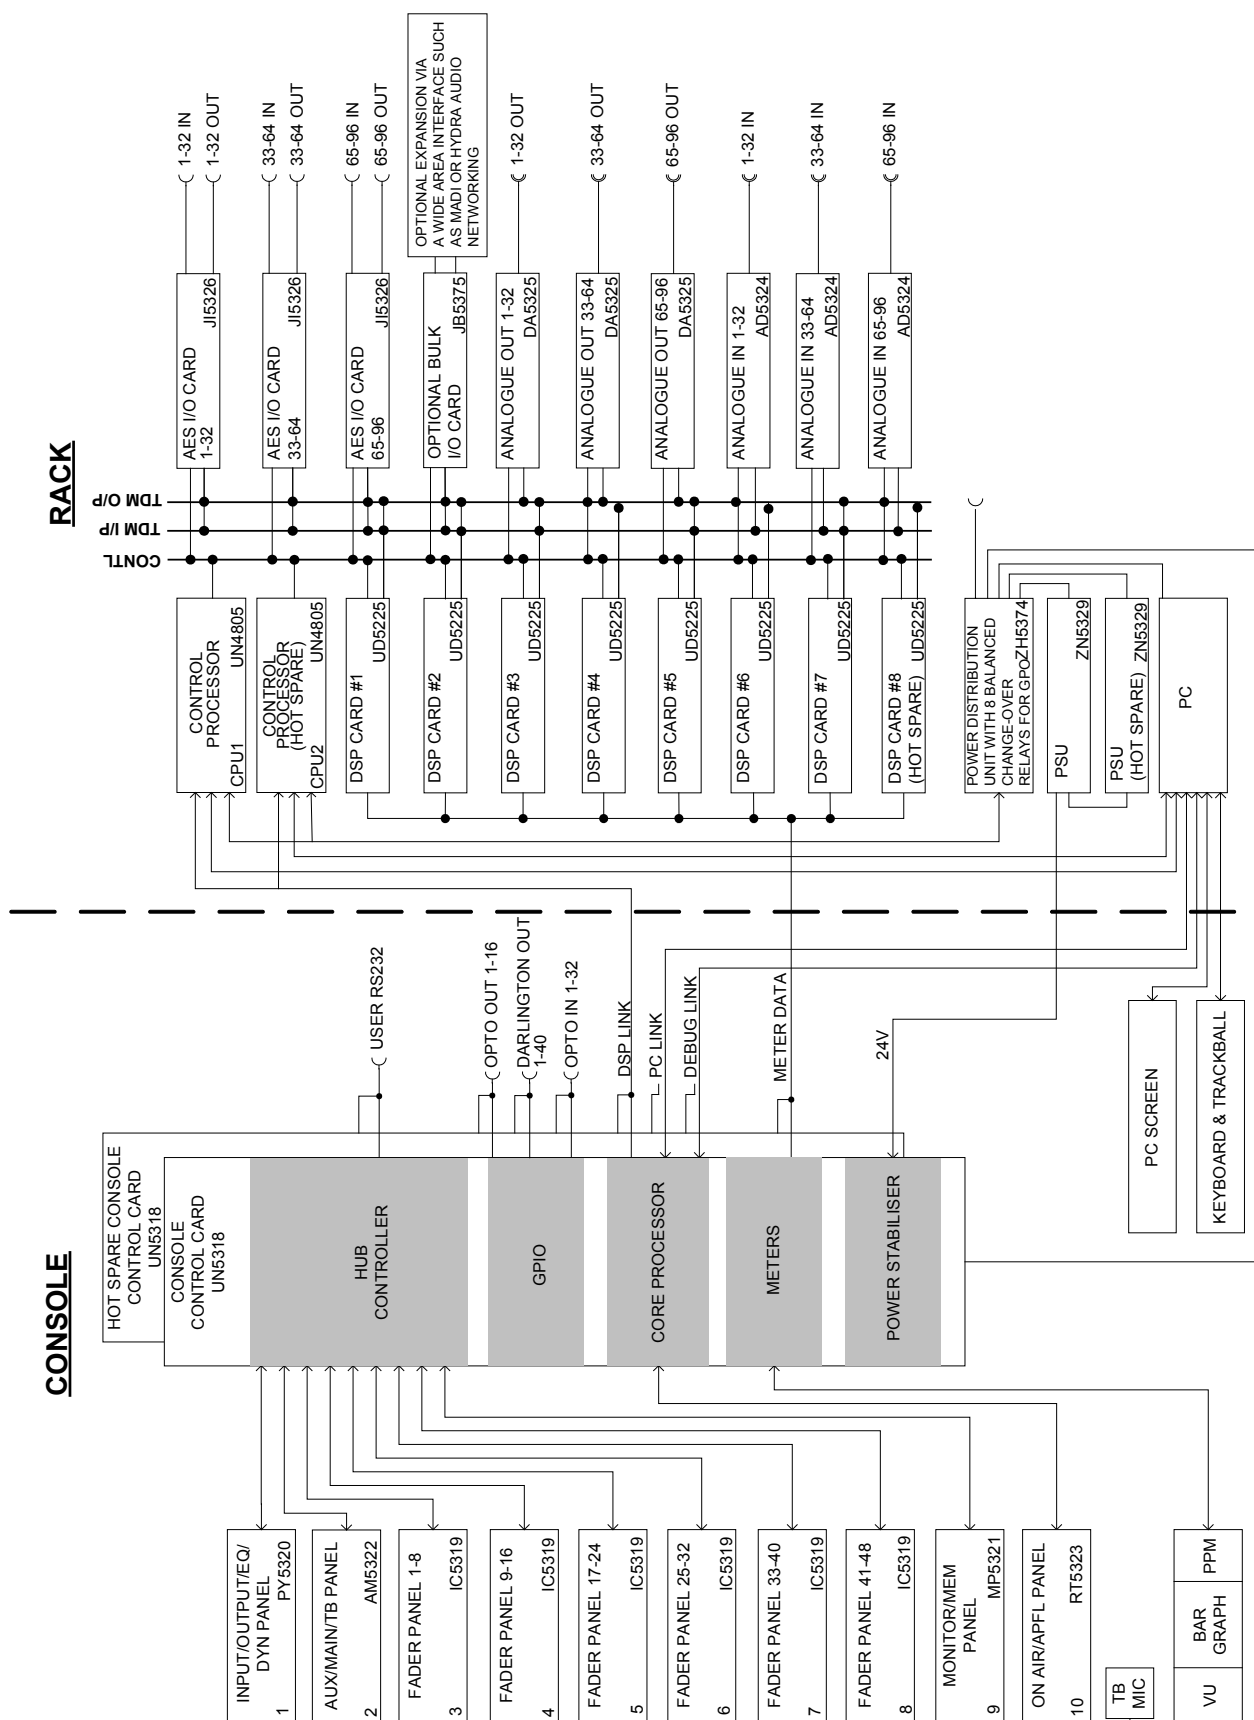 CONSOLE
RACK
INPUT/OUTPUT/EQ/
DYN PANEL
1
PY5320
AUX/MAIN/TB PANEL
2
AM5322
FADER PANEL 1-8
3
IC5319
FADER PANEL 9-16
4
IC5319
FADER PANEL 17-24
5
IC5319
FADER PANEL 25-32
6
IC5319
FADER PANEL 33-40
7
IC5319
FADER PANEL 41-48
8
IC5319
MONITOR/MEM
PANEL
9
MP5321
ON AIR/APFL PANEL
10
RT5323
TB
MIC
VU
BAR
GRAPH
PPM
HOT SPARE CONSOLE
CONTROL CARD
UN5318
CONSOLE
CONTROL CARD
UN5318
HUB
CONTROLLER
GPIO
CORE PROCESSOR
METERS
POWER STABILISER
USER RS232
OPTO OUT 1-16
DARLINGTON OUT
1-40
OPTO IN 1-32
DSP LINK
PC LINK
DEBUG LINK
METER DATA
24V
PC SCREEN
KEYBOARD & TRACKBALL
CONTROL
PROCESSOR
CPU1
UN4805
CONTROL
PROCESSOR
(HOT SPARE)
CPU2
UN4805
DSP CARD #1
UD5225
DSP CARD #2
UD5225
DSP CARD #3
UD5225
DSP CARD #4
UD5225
DSP CARD #5
UD5225
DSP CARD #6
UD5225
DSP CARD #7
UD5225
DSP CARD #8
(HOT SPARE)
UD5225
POWER DISTRIBUTION
UNIT WITH 8 BALANCED
CHANGE-OVER
RELAYS FOR GPO
ZH5374
PSU
ZN5329
PSU
(HOT SPARE)
ZN5329
PC
CONTL
TDM I/P
TDM O/P
AES I/O CARD
1-32
JI5326
AES I/O CARD
33-64
JI5326
AES I/O CARD
65-96
JI5326
OPTIONAL BULK
I/O CARD
JB5375
ANALOGUE OUT 1-32
DA5325
ANALOGUE OUT 33-64
DA5325
ANALOGUE OUT 65-96
DA5325
ANALOGUE IN 1-32
AD5324
ANALOGUE IN 33-64
AD5324
ANALOGUE IN 65-96
AD5324
1-32 IN
1-32 OUT
33-64 IN
33-64 OUT
65-96 IN
65-96 OUT
OPTIONAL EXPANSION VIA
A WIDE AREA INTERFACE SUCH
AS MADI OR HYDRA AUDIO
NETWORKING
1-32 OUT
33-64 OUT
65-96 OUT
1-32 IN
33-64 IN
65-96 IN